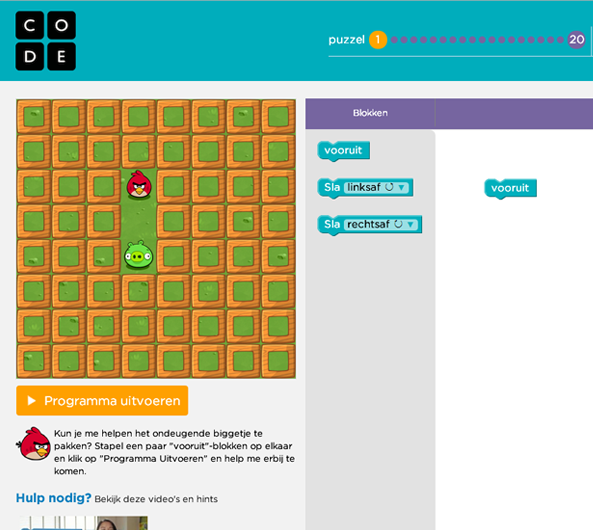 C O
D E
puzzel 1 20
Blokken
vooruit
Sla linksaf
Sla rechtsaf
vooruit
Programma uitvoeren
Kun je me helpen het ondeugende biggetje te
pakken? Stapel een paar "vooruit"-blokken op elkaar
en klik op "Programma Uitvoeren" en help me erbij te
komen.
Hulp nodig? Bekijk deze video's en hints